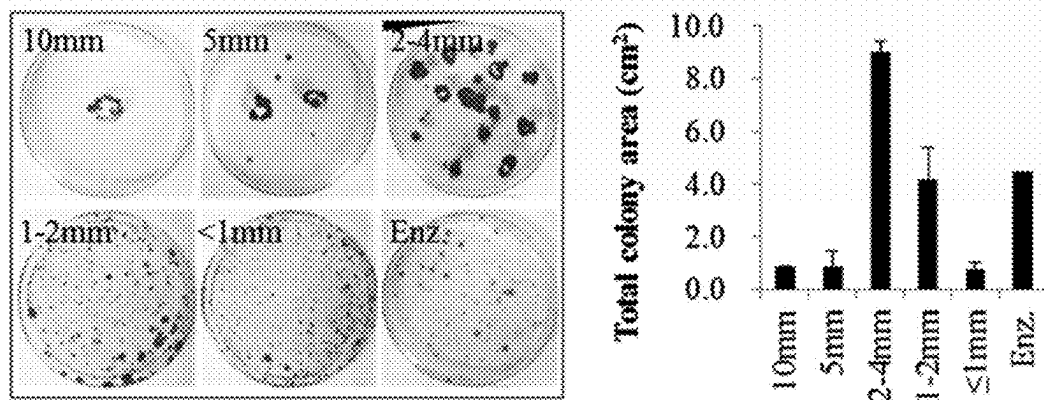 10mm
5mm
2-4mm
1-2mm
<1mm
Enz.
Total colony area (cm²)
10.0
8.0
6.0
4.0
2.0
0.0
10mm
5mm
2-4mm
1-2mm
≤1mm
Enz.